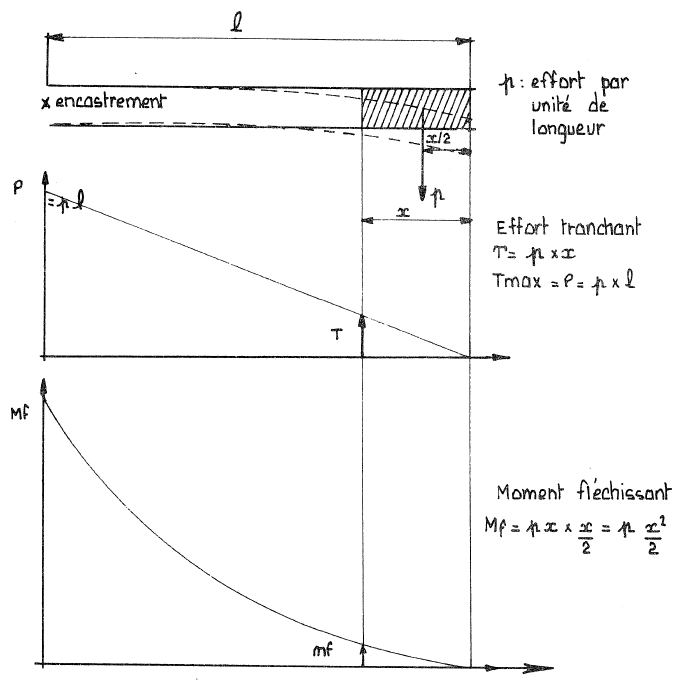 l
x encastrement
p : effort par
unité de
longueur
x/2
p
x
P
= p l
Effort tranchant
T = p × x
Tmax = P = p × l
T
Mf
Moment fléchissant
Mf = p x × x/2 = p x²/2
mf